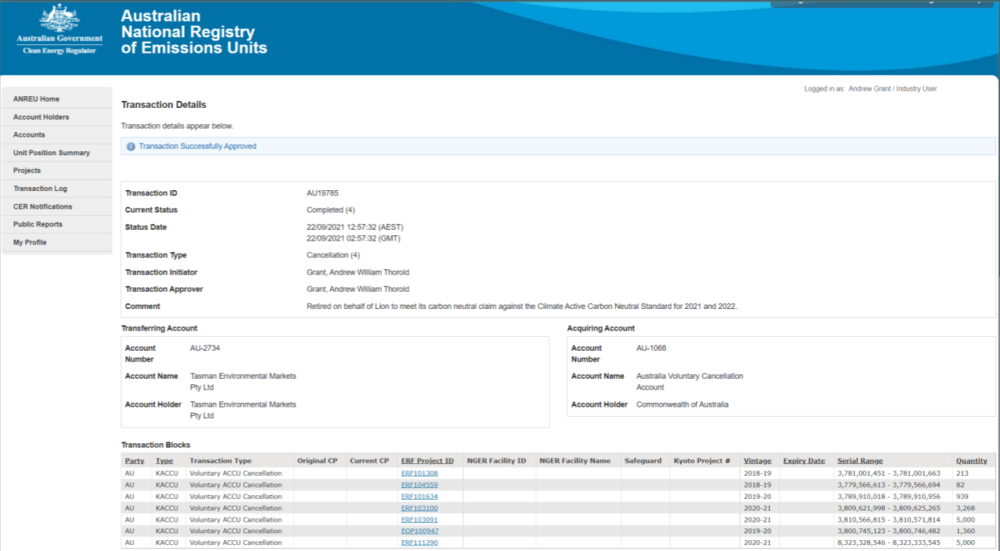 Australian Government
Clean Energy Regulator
Australian
National Registry
of Emissions Units
Logged in as: Andrew Grant / Industry User
ANREU Home
Account Holders
Accounts
Unit Position Summary
Projects
Transaction Log
CER Notifications
Public Reports
My Profile
Transaction Details
Transaction details appear below.
Transaction Successfully Approved
Transaction ID AU19785
Current Status Completed (4)
Status Date 22/09/2021 12:57:32 (AEST)
22/09/2021 02:57:32 (GMT)
Transaction Type Cancellation (4)
Transaction Initiator Grant, Andrew William Thorold
Transaction Approver Grant, Andrew William Thorold
Comment Retired on behalf of Lion to meet its carbon neutral claim against the Climate Active Carbon Neutral Standard for 2021 and 2022.
Transferring Account
Account AU-2734
Number
Account Name Tasman Environmental Markets
Pty Ltd
Account Holder Tasman Environmental Markets
Pty Ltd
Acquiring Account
Account AU-1068
Number
Account Name Australia Voluntary Cancellation
Account
Account Holder Commonwealth of Australia
Transaction Blocks
Party Type Transaction Type Original CP Current CP ERF Project ID NGER Facility ID NGER Facility Name Safeguard Kyoto Project # Vintage Expiry Date Serial Range Quantity
AU KACCU Voluntary ACCU Cancellation ERF101308 2018-19 3,781,001,451 - 3,781,001,663 213
AU KACCU Voluntary ACCU Cancellation ERF104559 2018-19 3,779,566,613 - 3,779,566,694 82
AU KACCU Voluntary ACCU Cancellation ERF101634 2019-20 3,789,910,018 - 3,789,910,956 939
AU KACCU Voluntary ACCU Cancellation ERF103100 2020-21 3,809,621,998 - 3,809,625,265 3,268
AU KACCU Voluntary ACCU Cancellation ERF103091 2020-21 3,810,566,815 - 3,810,571,814 5,000
AU KACCU Voluntary ACCU Cancellation EOP100947 2019-20 3,800,745,123 - 3,800,746,482 1,360
AU KACCU Voluntary ACCU Cancellation ERF111290 2020-21 8,323,328,546 - 8,323,333,545 5,000